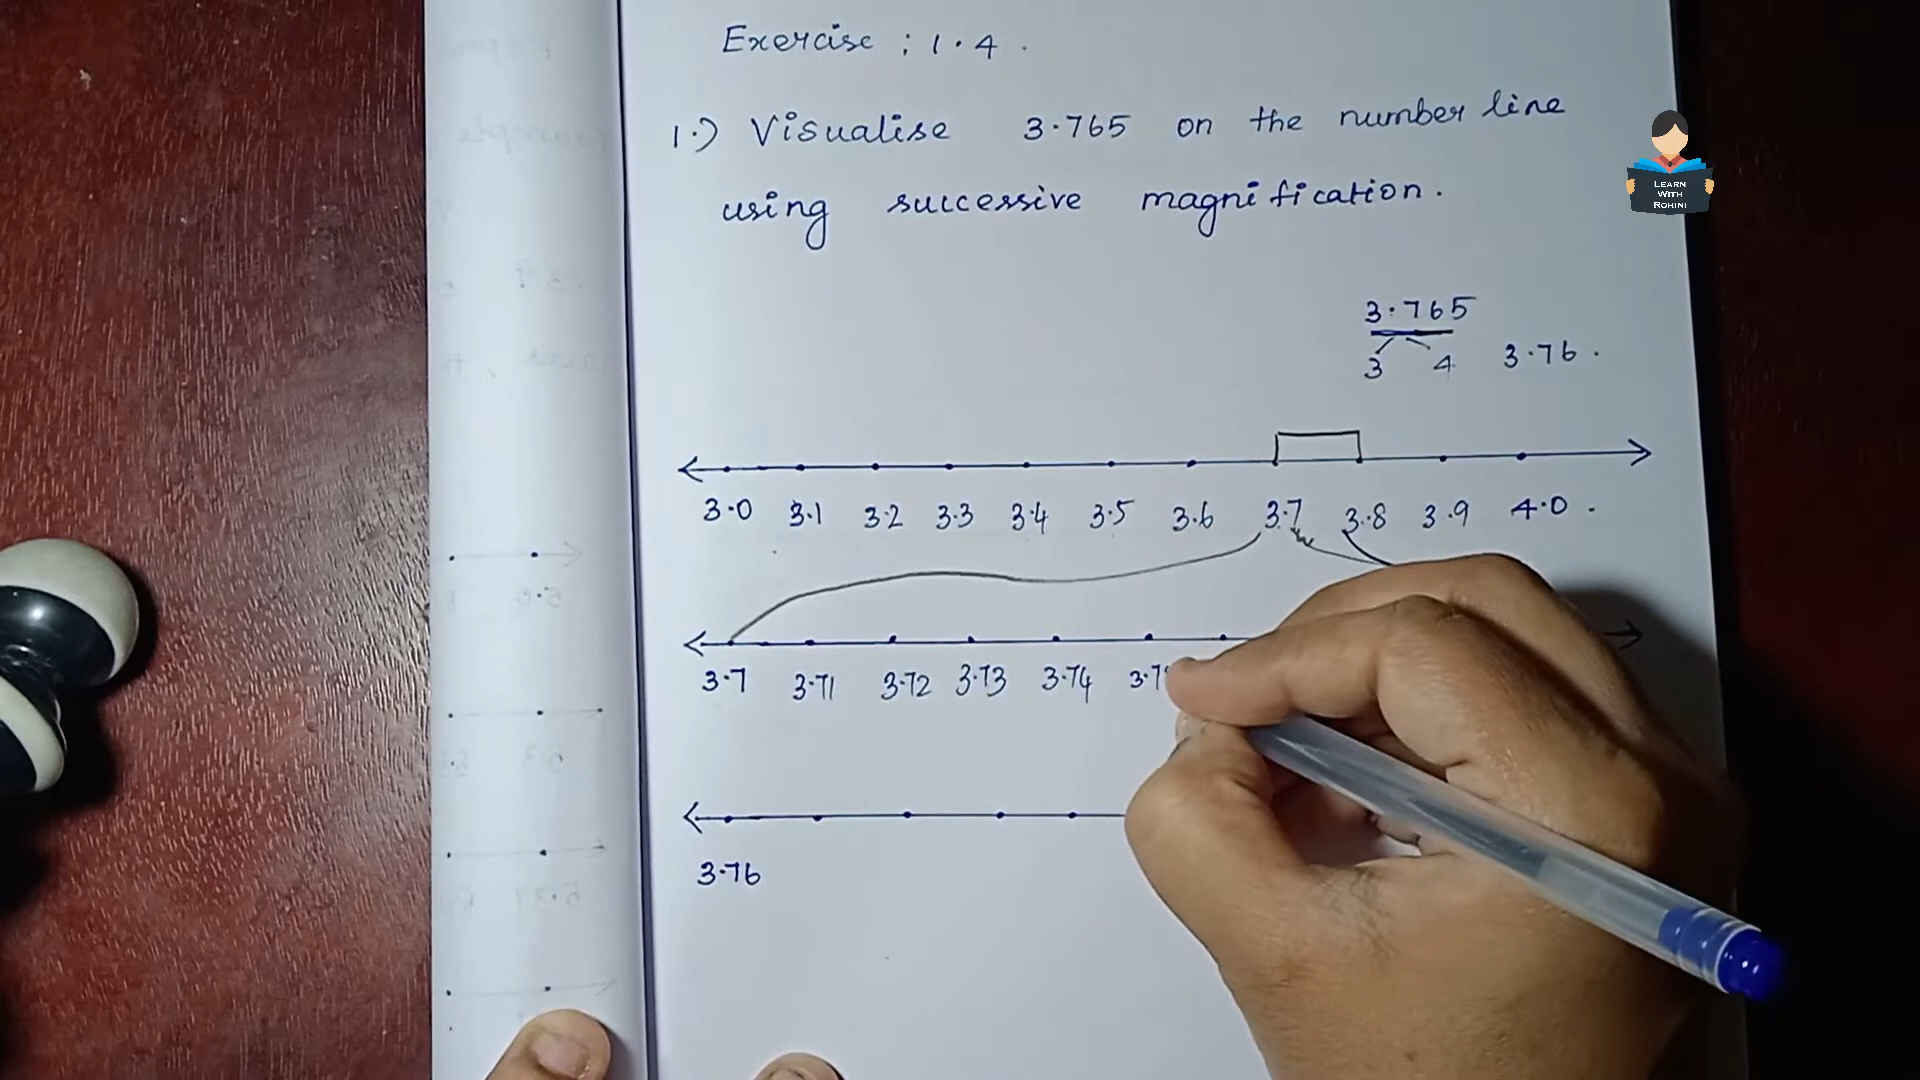 Exercise : 1.4 .
1.) Visualise 3.765 on the number line
using successive magnification.
LEARN
WITH
ROHINI
3.765
3 4 3.76 .
3.0 3.1 3.2 3.3 3.4 3.5 3.6 3.7 3.8 3.9 4.0 .
3.7 3.71 3.72 3.73 3.74
3.76